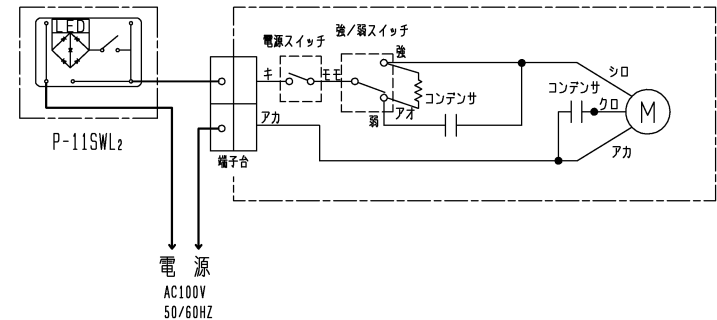 LED
P-11SWL₂
電源スイッチ
強/弱スイッチ
強
キ
モモ
コンデンサ
アオ
弱
アカ
端子台
シロ
コンデンサ
クロ
M
アカ
電 源
AC100V
50/60HZ